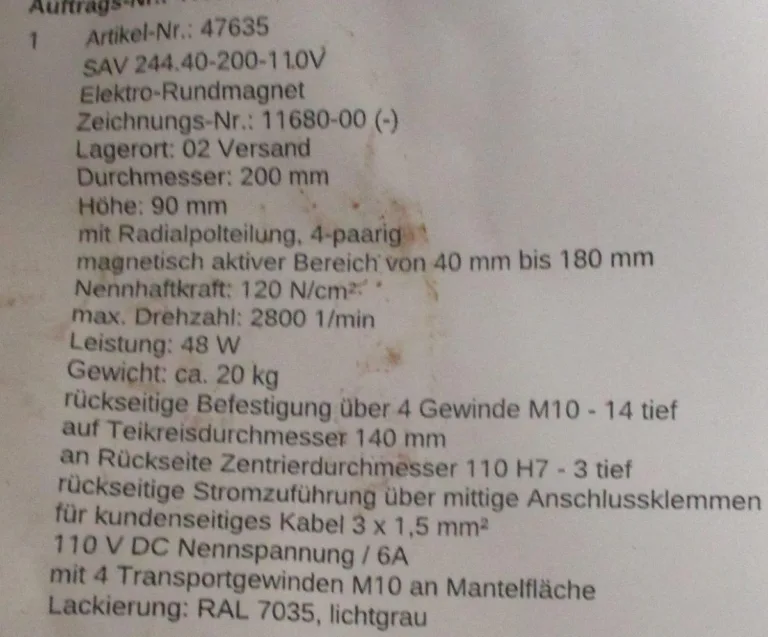 1 Artikel-Nr.: 47635
SAV 244.40-200-110V
Elektro-Rundmagnet
Zeichnungs-Nr.: 11680-00 (-)
Lagerort: 02 Versand
Durchmesser: 200 mm
Höhe: 90 mm
mit Radialpolteilung, 4-paarig
magnetisch aktiver Bereich von 40 mm bis 180 mm
Nennhaftkraft: 120 N/cm²
max. Drehzahl: 2800 1/min
Leistung: 48 W
Gewicht: ca. 20 kg
rückseitige Befestigung über 4 Gewinde M10 - 14 tief
auf Teikreisdurchmesser 140 mm
an Rückseite Zentrierdurchmesser 110 H7 - 3 tief
rückseitige Stromzuführung über mittige Anschlussklemmen
für kundenseitiges Kabel 3 x 1,5 mm²
110 V DC Nennspannung / 6A
mit 4 Transportgewinden M10 an Mantelfläche
Lackierung: RAL 7035, lichtgrau